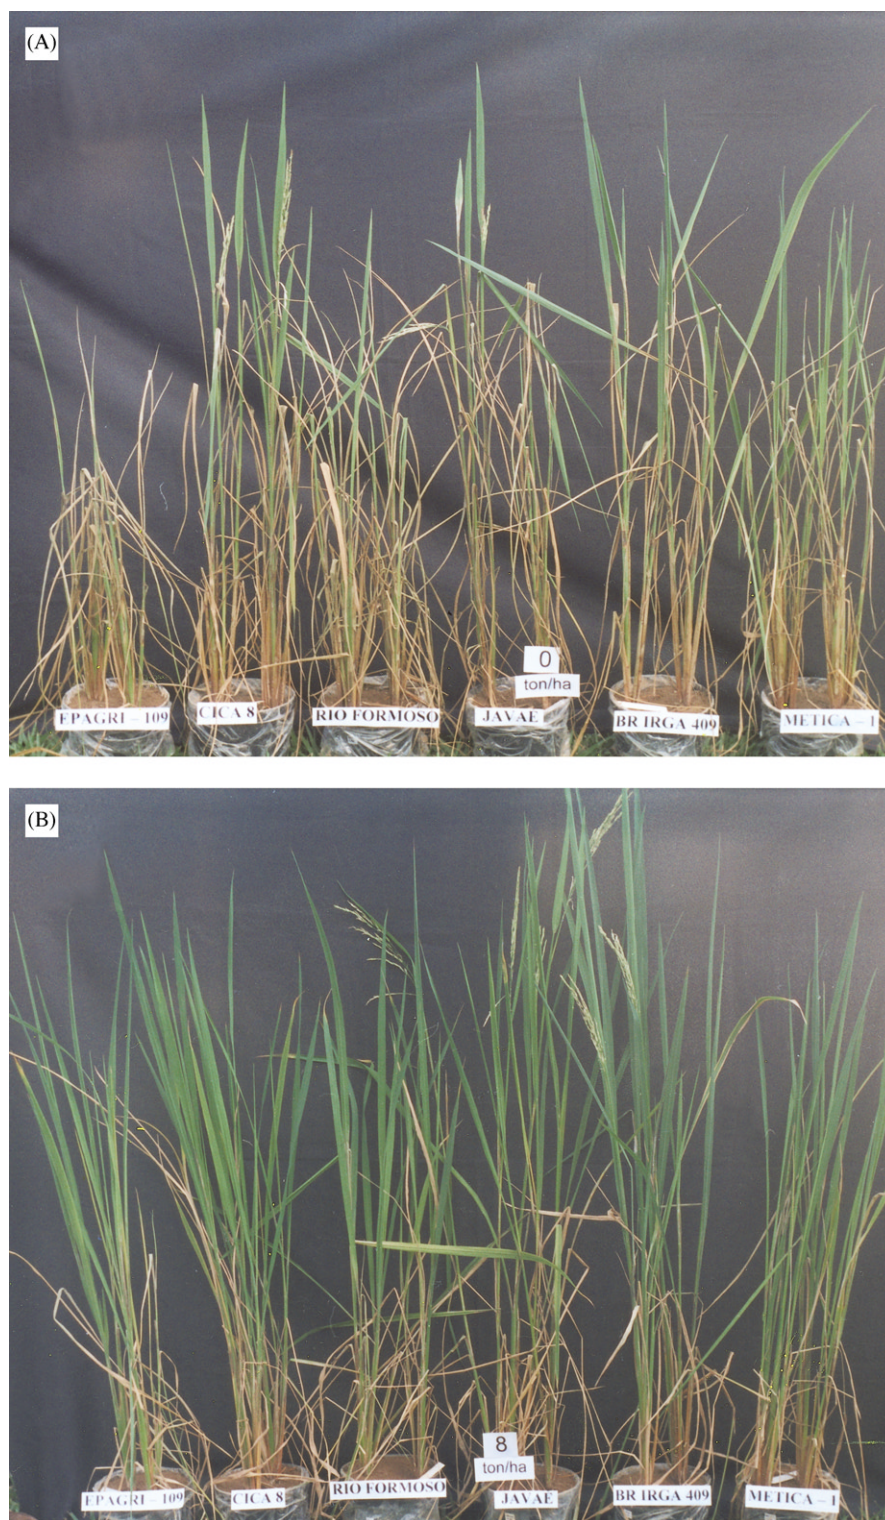 (A)
0
ton/ha
EPAGRI – 109
CICA 8
RIO FORMOSO
JAVAE
BR IRGA 409
METICA – 1
(B)
8
ton/ha
EPAGRI – 109
CICA 8
RIO FORMOSO
JAVAE
BR IRGA 409
METICA – 1